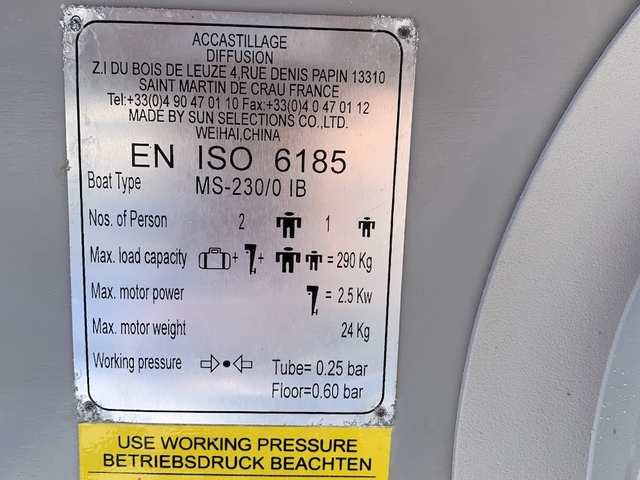 ACCASTILLAGE
DIFFUSION
Z.I DU BOIS DE LEUZE 4,RUE DENIS PAPIN 13310
SAINT MARTIN DE CRAU FRANCE
Tel:+33(0)4 90 47 01 10 Fax:+33(0)4 0 47 01 12
MADE BY SUN SELECTIONS CO.,LTD.
WEIHAI,CHINA
EN ISO 6185
Boat Type MS-230/0 IB
Nos. of Person 2 1
Max. load capacity + + = 290 Kg
Max. motor power = 2.5 Kw
Max. motor weight 24 Kg
Working pressure Tube= 0.25 bar
Floor=0.60 bar
USE WORKING PRESSURE
BETRIEBSDRUCK BEACHTEN